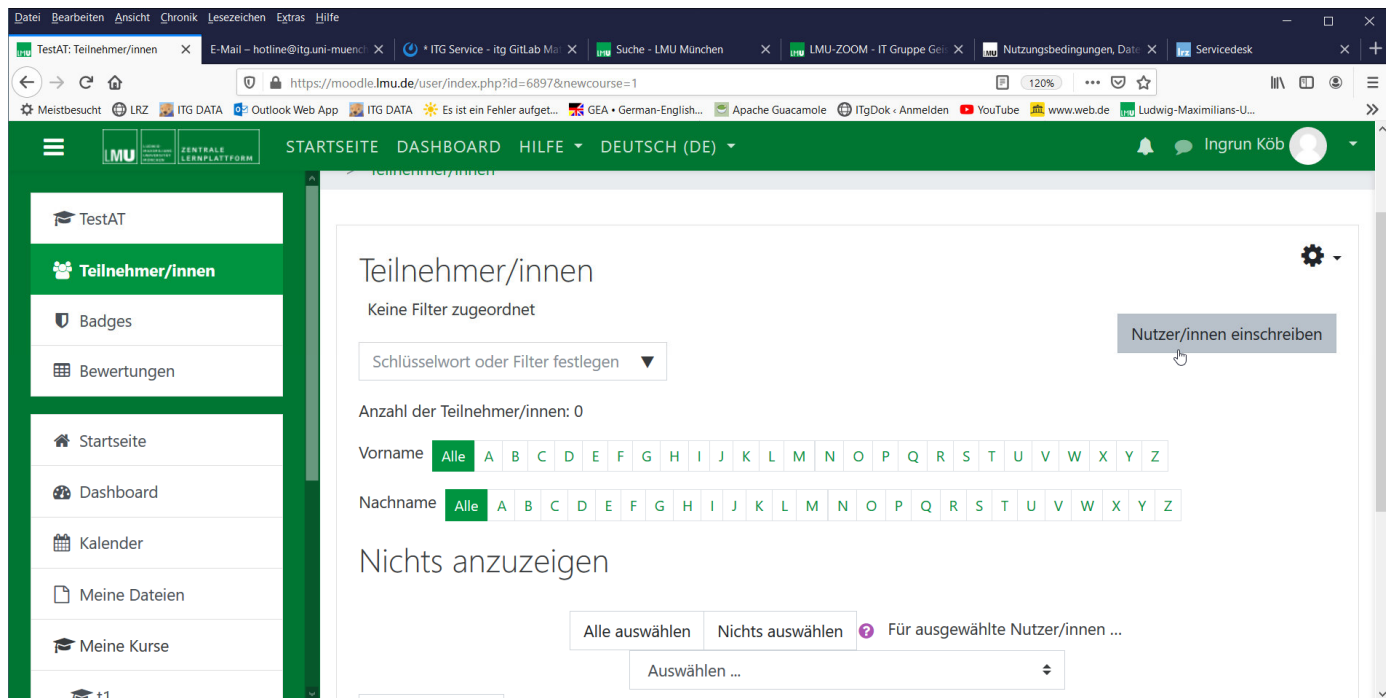 Datei Bearbeiten Ansicht Chronik Lesezeichen Extras Hilfe
TestAT: Teilnehmer/innen
E-Mail – hotline@itg.uni-muench
* ITG Service - itg GitLab Mat
Suche - LMU München
LMU-ZOOM - IT Gruppe Geis
Nutzungsbedingungen, Date
Servicedesk
https://moodle.lmu.de/user/index.php?id=6897&newcourse=1
120%
Meistbesucht LRZ ITG DATA Outlook Web App ITG DATA Es ist ein Fehler aufget... GEA • German-English... Apache Guacamole ITgDok ‹ Anmelden YouTube www.web.de Ludwig-Maximilians-U...
LMU
ZENTRALE
LERNPLATTFORM
STARTSEITE DASHBOARD HILFE DEUTSCH (DE) Ingrun Köb
> Teilnehmer/innen
TestAT
Teilnehmer/innen
Badges
Bewertungen
Startseite
Dashboard
Kalender
Meine Dateien
Meine Kurse
t1
Teilnehmer/innen
Keine Filter zugeordnet
Nutzer/innen einschreiben
Schlüsselwort oder Filter festlegen ▼
Anzahl der Teilnehmer/innen: 0
Vorname Alle A B C D E F G H I J K L M N O P Q R S T U V W X Y Z
Nachname Alle A B C D E F G H I J K L M N O P Q R S T U V W X Y Z
Nichts anzuzeigen
Alle auswählen Nichts auswählen ? Für ausgewählte Nutzer/innen ...
Auswählen ...